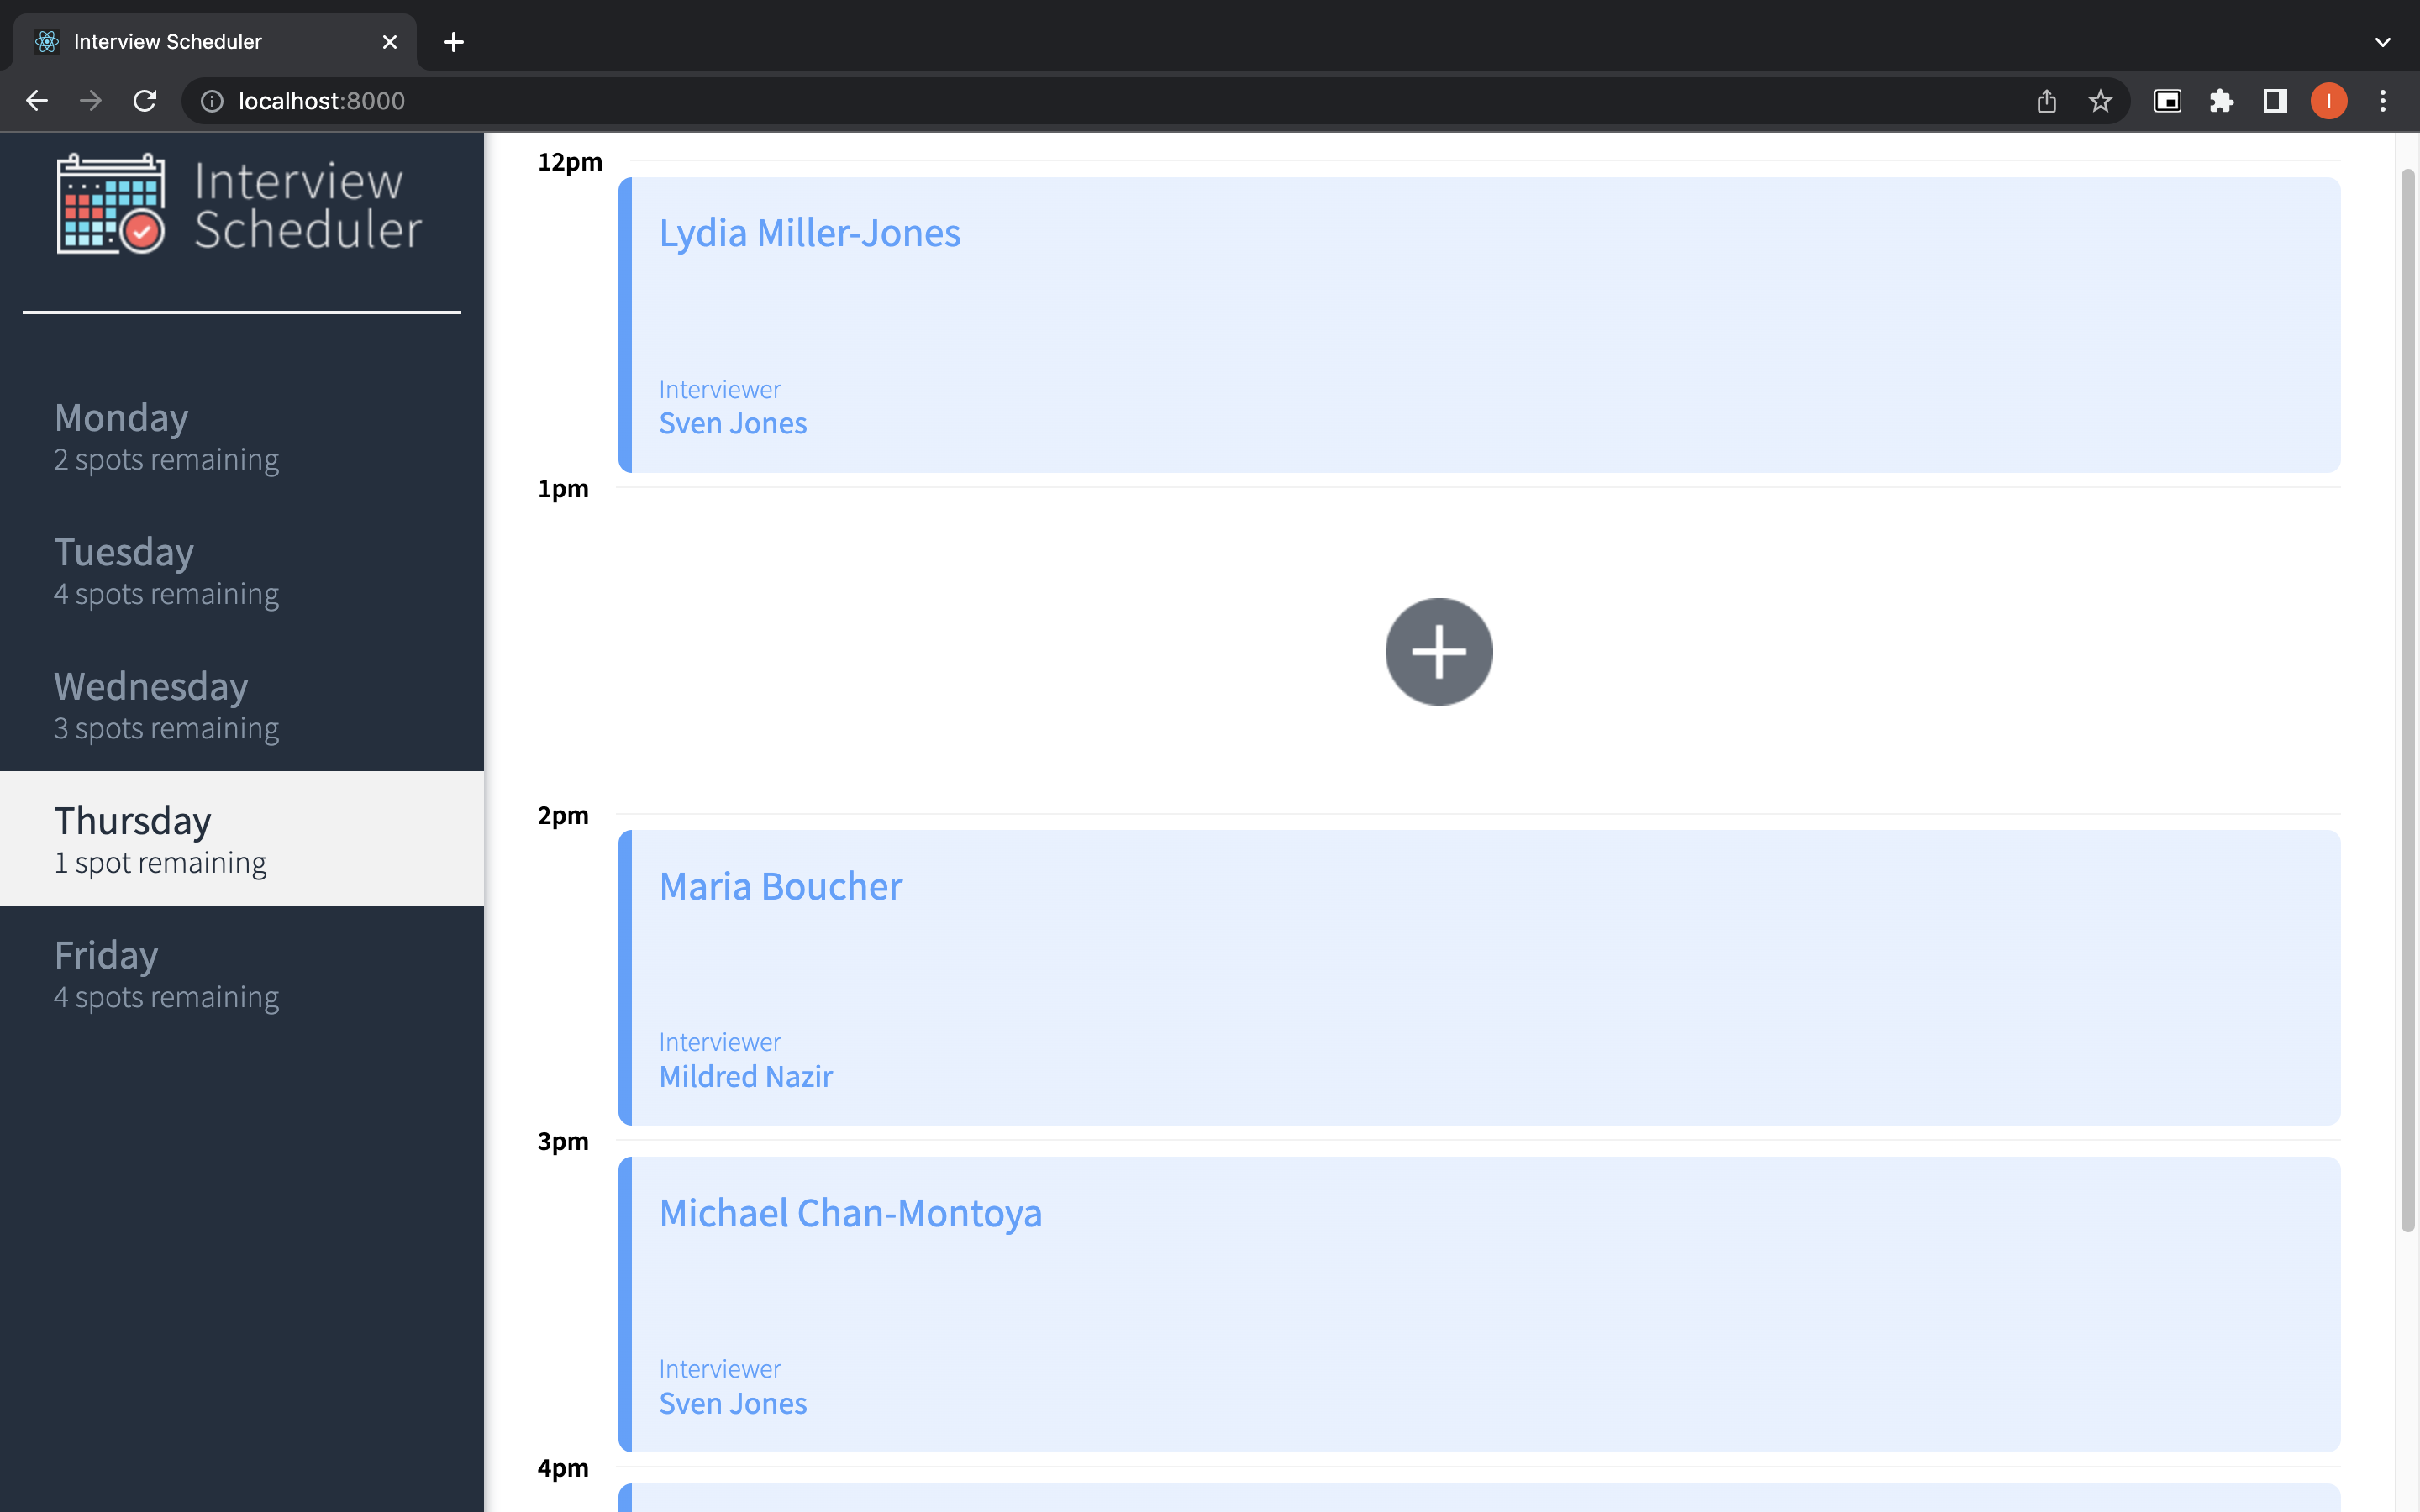 Interview Scheduler
localhost:8000
I
Interview
Scheduler
Monday
2 spots remaining
Tuesday
4 spots remaining
Wednesday
3 spots remaining
Thursday
1 spot remaining
Friday
4 spots remaining
12pm
Lydia Miller-Jones
Interviewer
Sven Jones
1pm
2pm
Maria Boucher
Interviewer
Mildred Nazir
3pm
Michael Chan-Montoya
Interviewer
Sven Jones
4pm